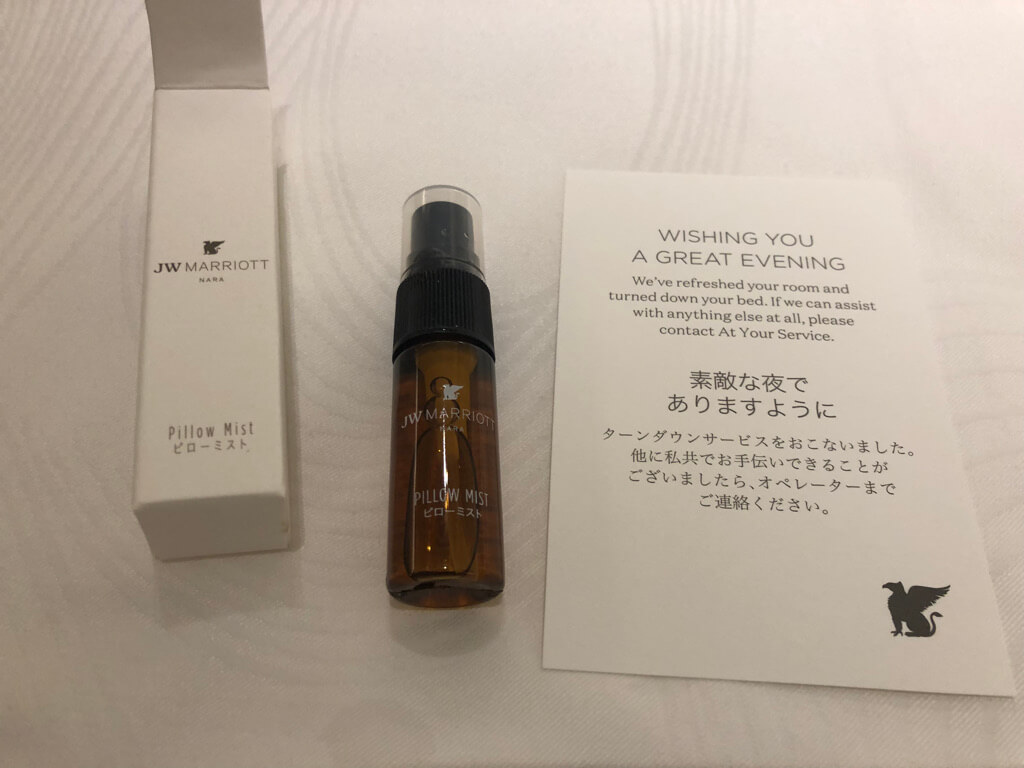 JW MARRIOTT
NARA
Pillow Mist
ピローミスト
JW MARRIOTT
NARA
PILLOW MIST
ピローミスト
WISHING YOU
A GREAT EVENING
We've refreshed your room and
turned down your bed. If we can assist
with anything else at all, please
contact At Your Service.
素敵な夜で
ありますように
ターンダウンサービスをおこないました。
他に私共でお手伝いできることが
ございましたら、オペレーターまで
ご連絡ください。